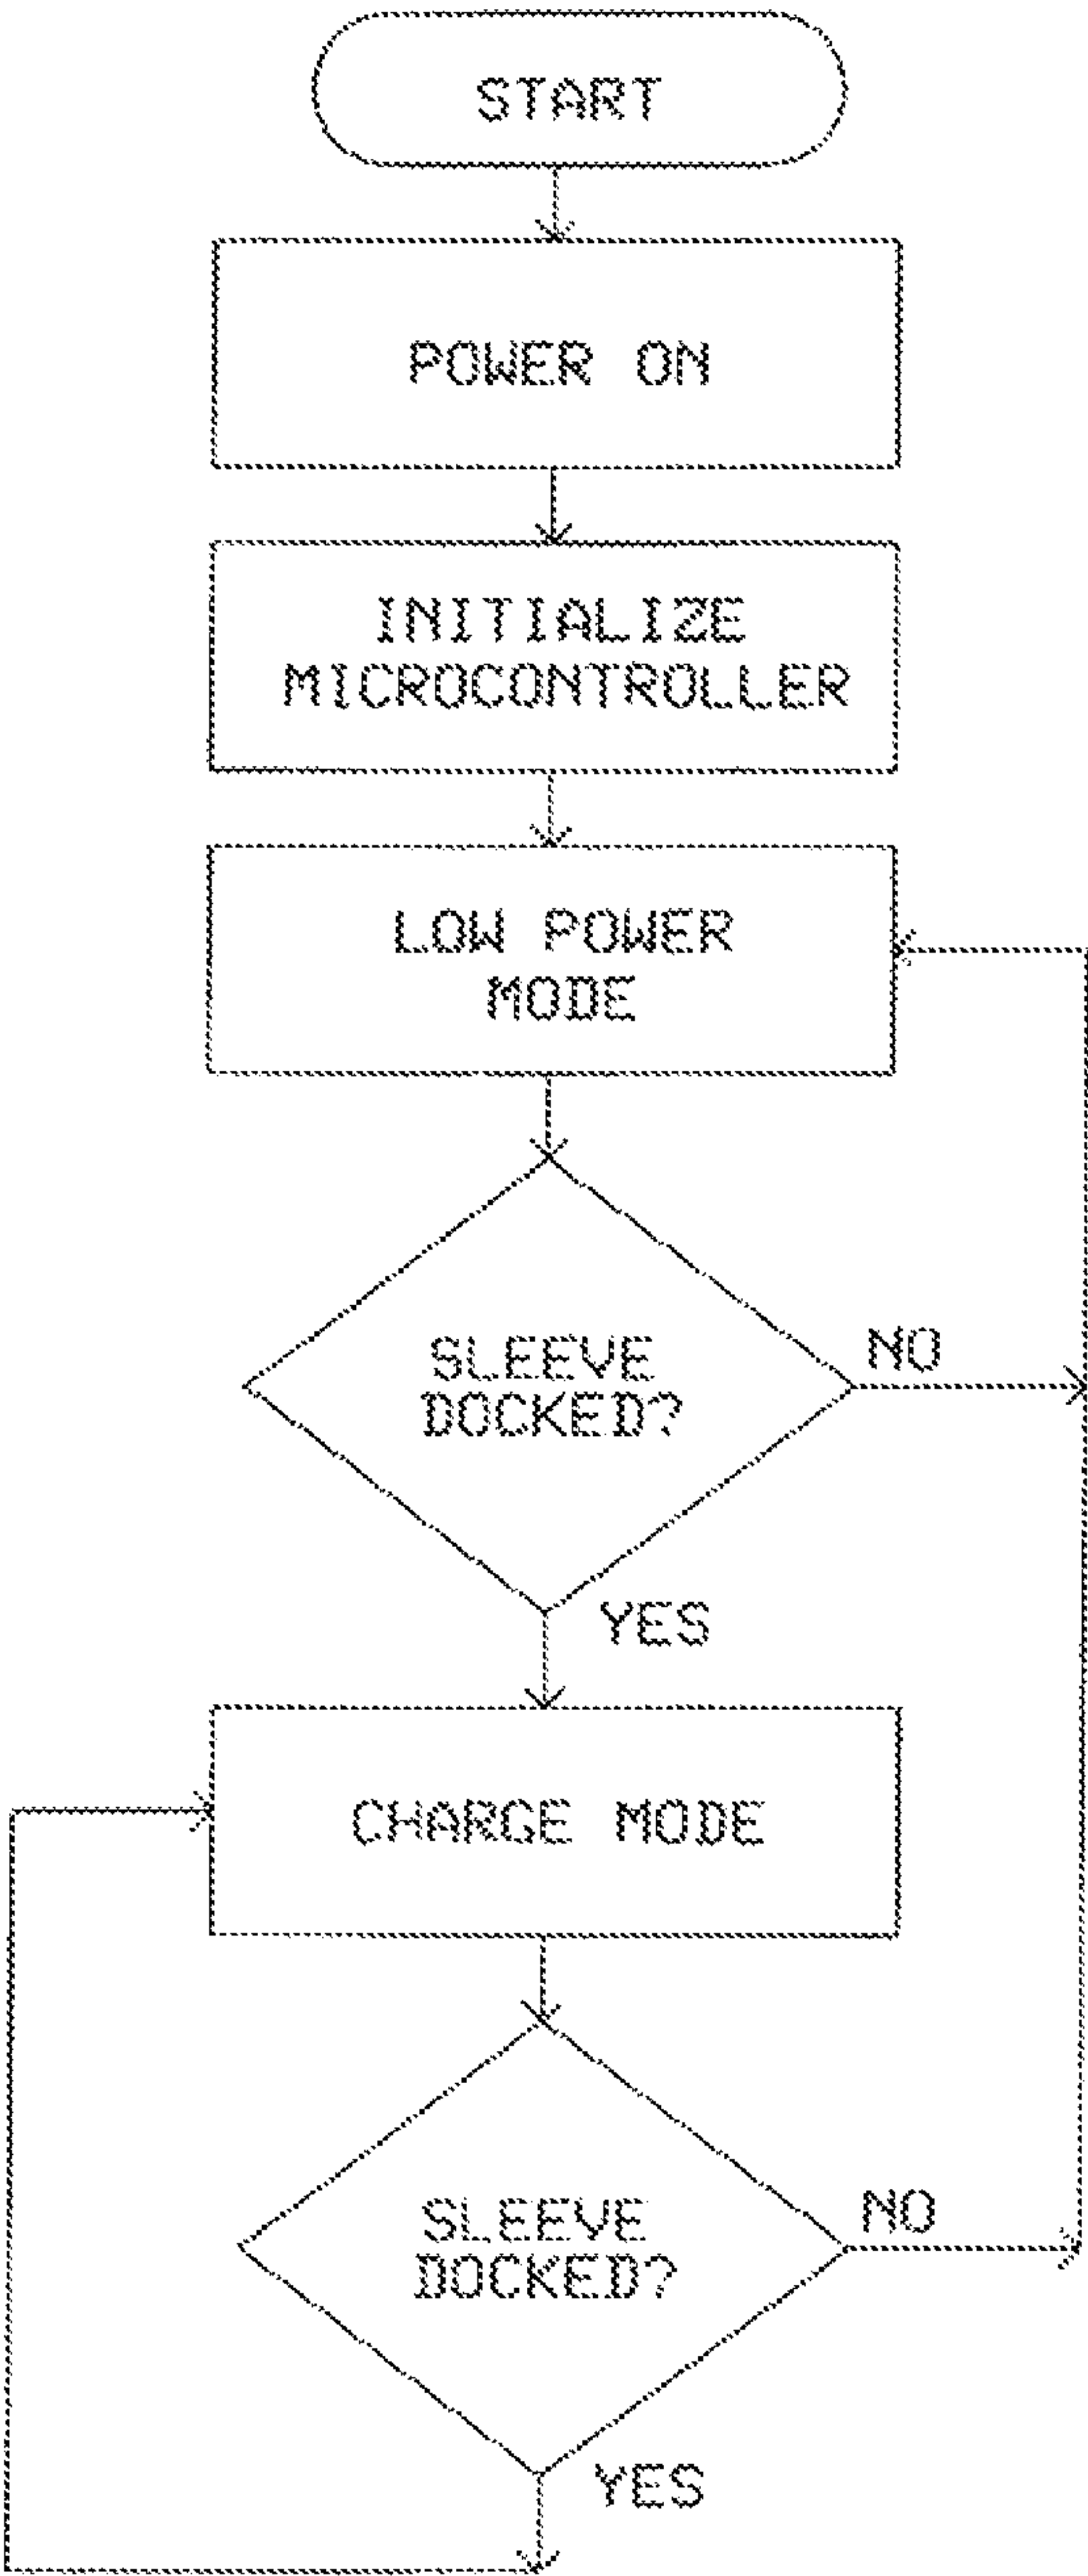 START
POWER ON
INITIALIZE
MICROCONTROLLER
LOW POWER
MODE
SLEEVE
DOCKED?
NO
YES
CHARGE MODE
SLEEVE
DOCKED?
NO
YES